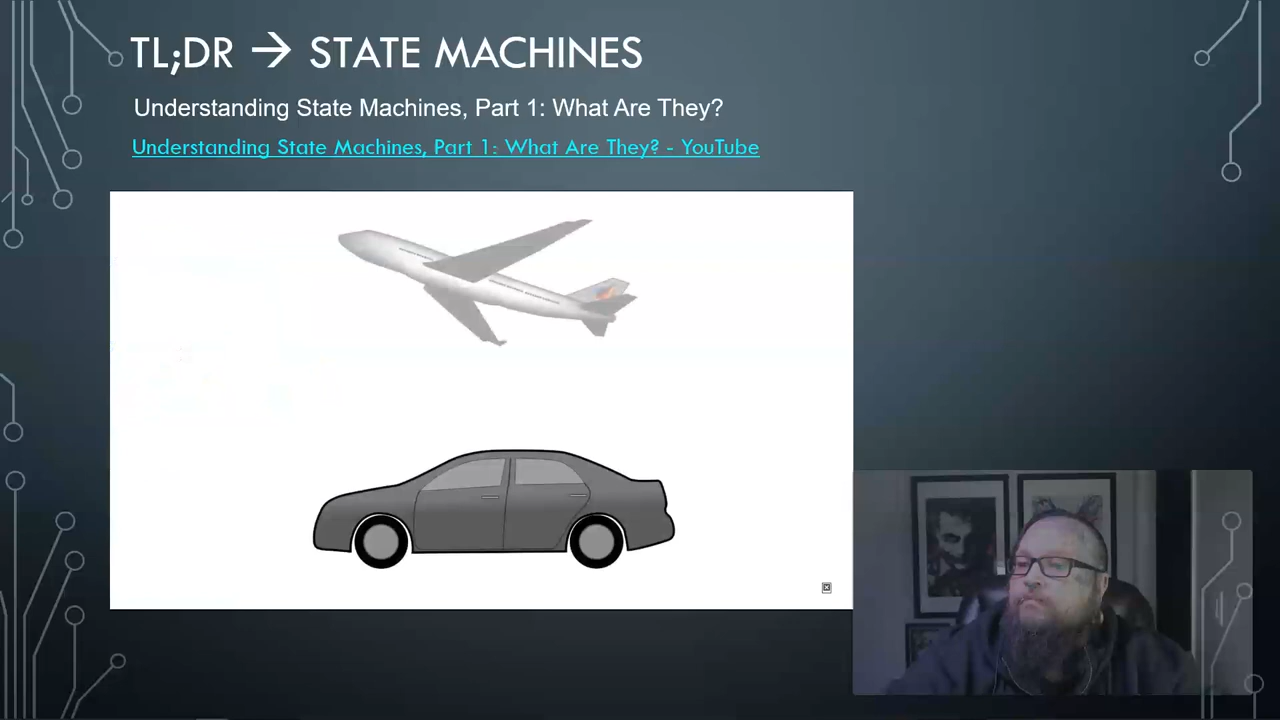 TL;DR → STATE MACHINES
Understanding State Machines, Part 1: What Are They?
Understanding State Machines, Part 1: What Are They? - YouTube